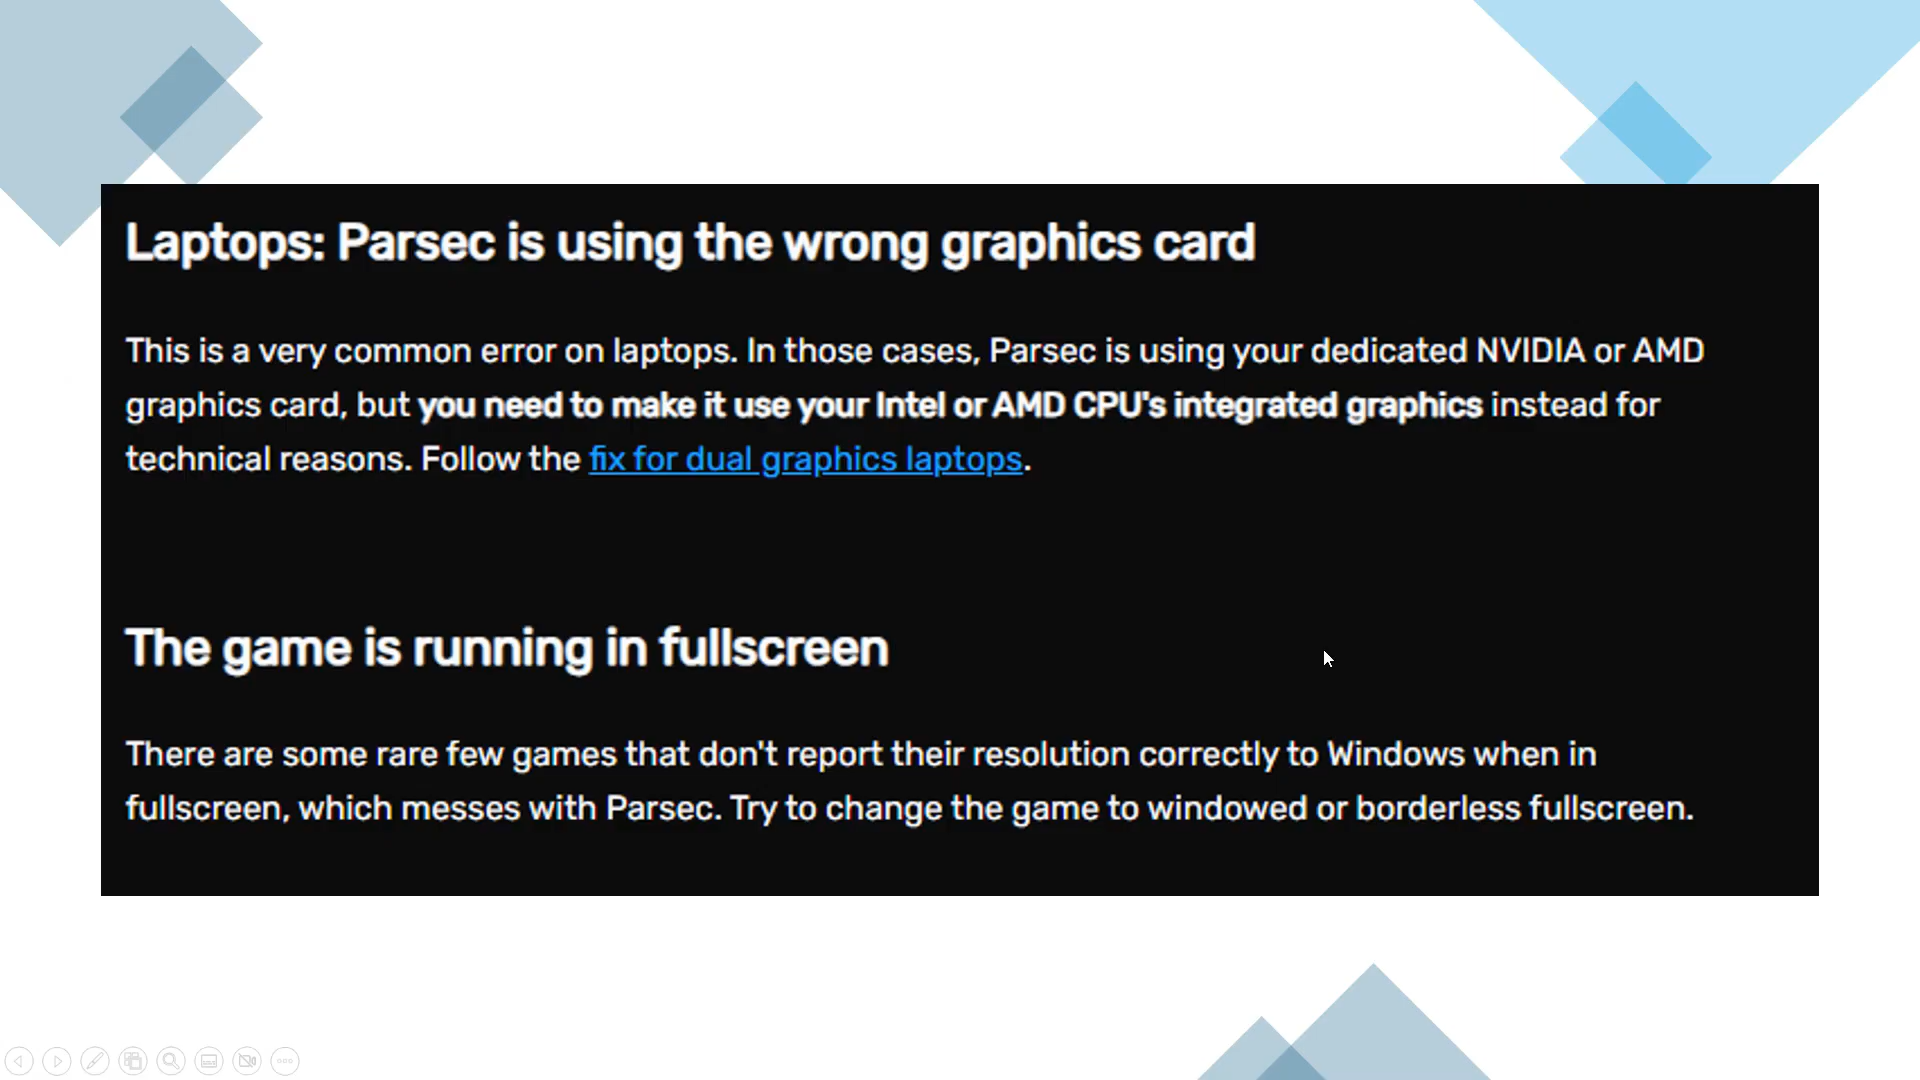 Laptops: Parsec is using the wrong graphics card
This is a very common error on laptops. In those cases, Parsec is using your dedicated NVIDIA or AMD
graphics card, but you need to make it use your Intel or AMD CPU's integrated graphics instead for
technical reasons. Follow the fix for dual graphics laptops.
The game is running in fullscreen
There are some rare few games that don't report their resolution correctly to Windows when in
fullscreen, which messes with Parsec. Try to change the game to windowed or borderless fullscreen.